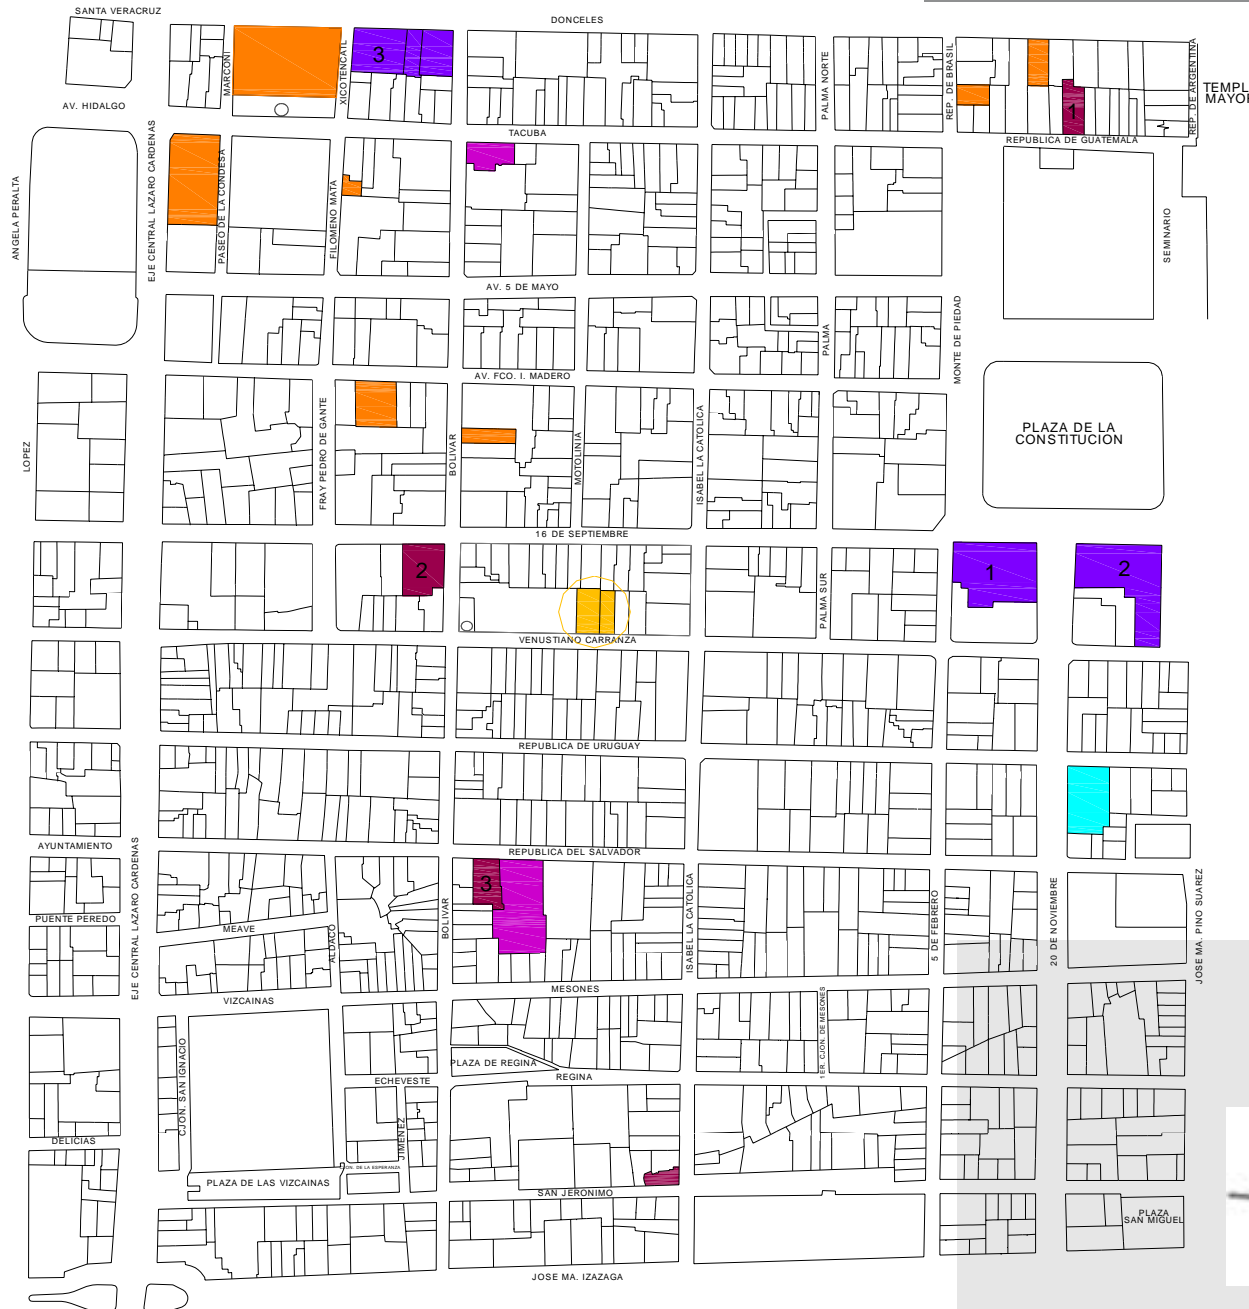 SANTA VERACRUZ
DONCELES
MARCONI
XICOTENCATL
3
PALMA NORTE
REP. DE BRASIL
REP. DE ARGENTINA
TEMPL
MAYOR
1
AV. HIDALGO
TACUBA
REPUBLICA DE GUATEMALA
ANGELA PERALTA
EJE CENTRAL LAZARO CARDENAS
PASEO DE LA CONDESA
FILOMENO MATA
SEMINARIO
AV. 5 DE MAYO
MONTE DE PIEDAD
PALMA
AV. FCO. I. MADERO
LOPEZ
FRAY PEDRO DE GANTE
BOLIVAR
MOTOLINIA
ISABEL LA CATOLICA
PLAZA DE LA
CONSTITUCION
16 DE SEPTIEMBRE
2
PALMA SUR
1
2
VENUSTIANO CARRANZA
REPUBLICA DE URUGUAY
AYUNTAMIENTO
EJE CENTRAL LAZARO CARDENAS
REPUBLICA DEL SALVADOR
3
PUENTE PEREDO
MEAVE
ALDACO
BOLIVAR
ISABEL LA CATOLICA
5 DE FEBRERO
20 DE NOVIEMBRE
JOSE MA. PINO SUAREZ
VIZCAINAS
MESONES
1ER. CJON. DE MESONES
CJON. SAN IGNACIO
PLAZA DE REGINA
REGINA
ECHEVESTE
JIMENEZ
DELICIAS
CJON. DE LA ESPERANZA
PLAZA DE LAS VIZCAINAS
SAN JERONIMO
PLAZA
SAN MIGUEL
JOSE MA. IZAZAGA